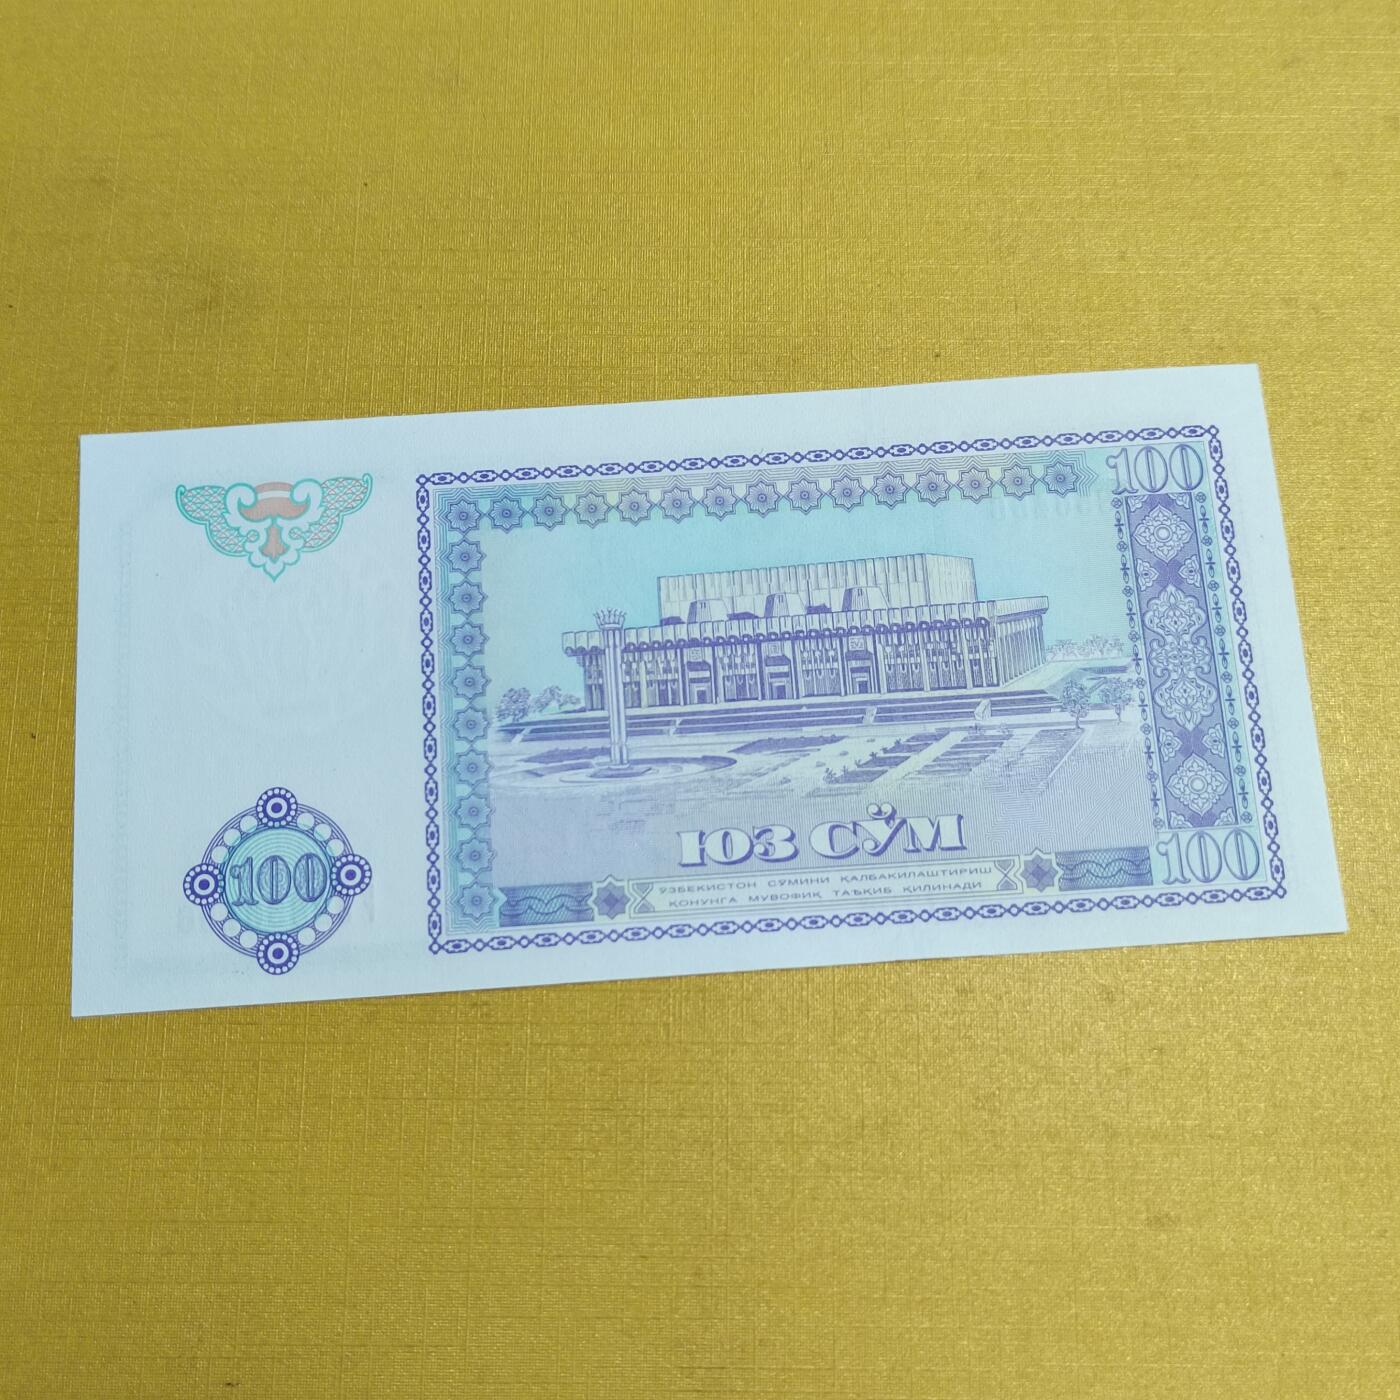 100
100
ЮЗ СЎМ
ЎЗБЕКИСТОН СЎМИНИ ҚАЛБАКИЛАШТИРИШ
ҚОНУНГА МУВОФИҚ ТАЪҚИБ ҚИЛИНАДИ
100